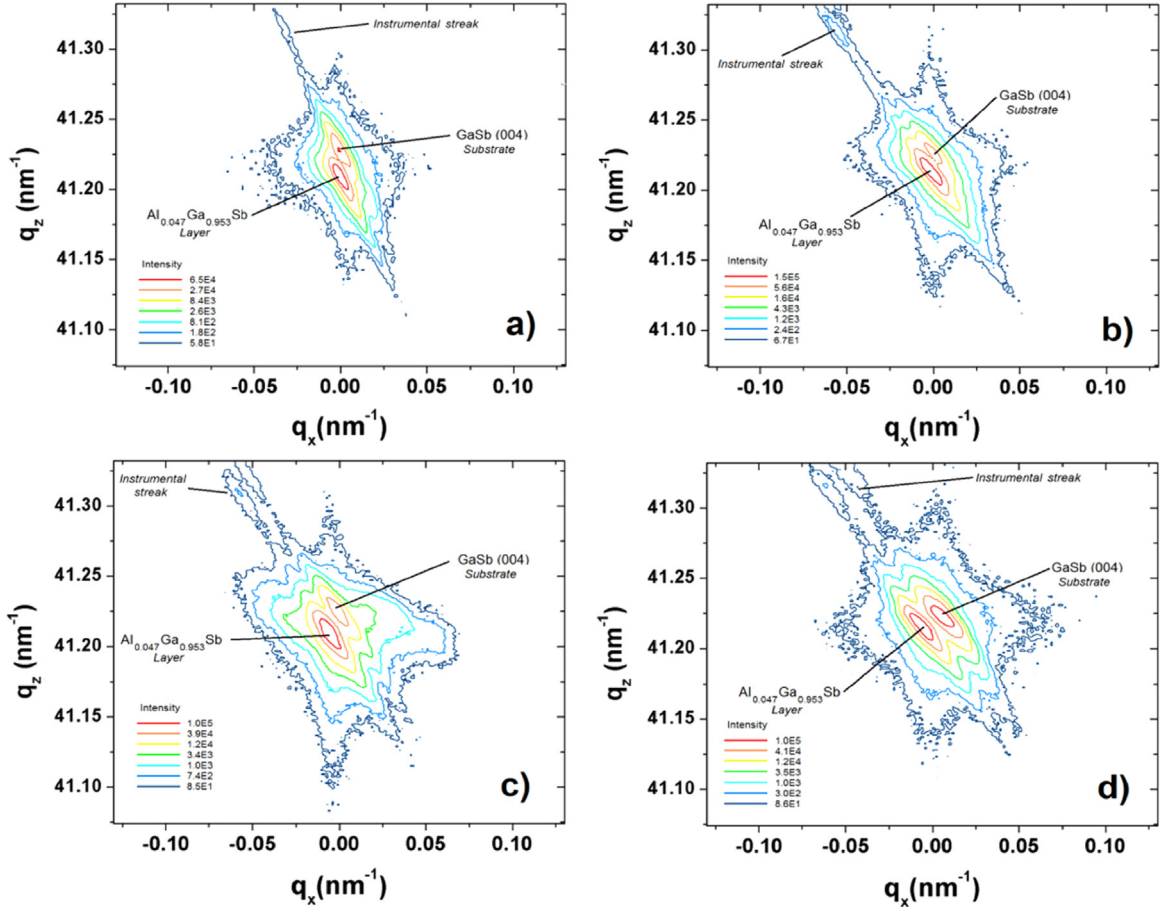 Instrumental streak
41.30
41.25
41.20
41.15
41.10
q_z (nm⁻¹)
GaSb (004)
Substrate
Al₀.₀₄₇Ga₀.₉₅₃Sb
Layer
Intensity
6.5E4
2.7E4
8.4E3
2.6E3
8.1E2
1.8E2
5.8E1
a)
-0.10 -0.05 0.00 0.05 0.10
q_x(nm⁻¹)
Instrumental streak
41.30
41.25
41.20
41.15
41.10
q_z (nm⁻¹)
GaSb (004)
Substrate
Al₀.₀₄₇Ga₀.₉₅₃Sb
Layer
Intensity
1.5E5
5.6E4
1.6E4
4.3E3
1.2E3
2.4E2
6.7E1
b)
-0.10 -0.05 0.00 0.05 0.10
q_x(nm⁻¹)
Instrumental
streak
41.30
41.25
41.20
41.15
41.10
q_z (nm⁻¹)
GaSb (004)
Substrate
Al₀.₀₄₇Ga₀.₉₅₃Sb
Layer
Intensity
1.0E5
3.9E4
1.2E4
3.4E3
1.0E3
7.4E2
8.5E1
c)
-0.10 -0.05 0.00 0.05 0.10
q_x(nm⁻¹)
Instrumental streak
41.30
41.25
41.20
41.15
41.10
q_z (nm⁻¹)
GaSb (004)
Substrate
Al₀.₀₄₇Ga₀.₉₅₃Sb
Layer
Intensity
1.0E5
4.1E4
1.2E4
3.5E3
1.0E3
3.0E2
8.6E1
d)
-0.10 -0.05 0.00 0.05 0.10
q_x(nm⁻¹)